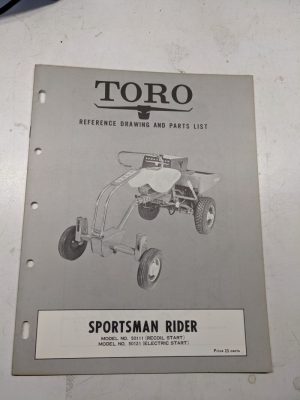 TORO
REFERENCE DRAWING AND PARTS LIST
SPORTSMAN RIDER
MODEL NO. 50111 (RECOIL START)
MODEL NO. 50121 (ELECTRIC START)
Price 25 cents